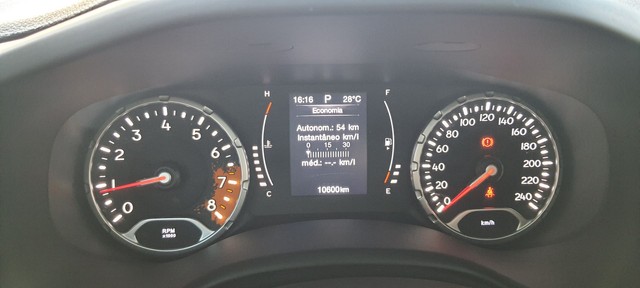 0
1
2
3
4
5
6
7
8
RPM
x1000
H
C
16:16 P 28°C
Economia
Autonom.: 54 km
Instantâneo km/l
0 15 30
méd.: --.- km/l
10600km
F
E
0
20
40
60
80
100
120
140
160
180
200
220
240
km/h